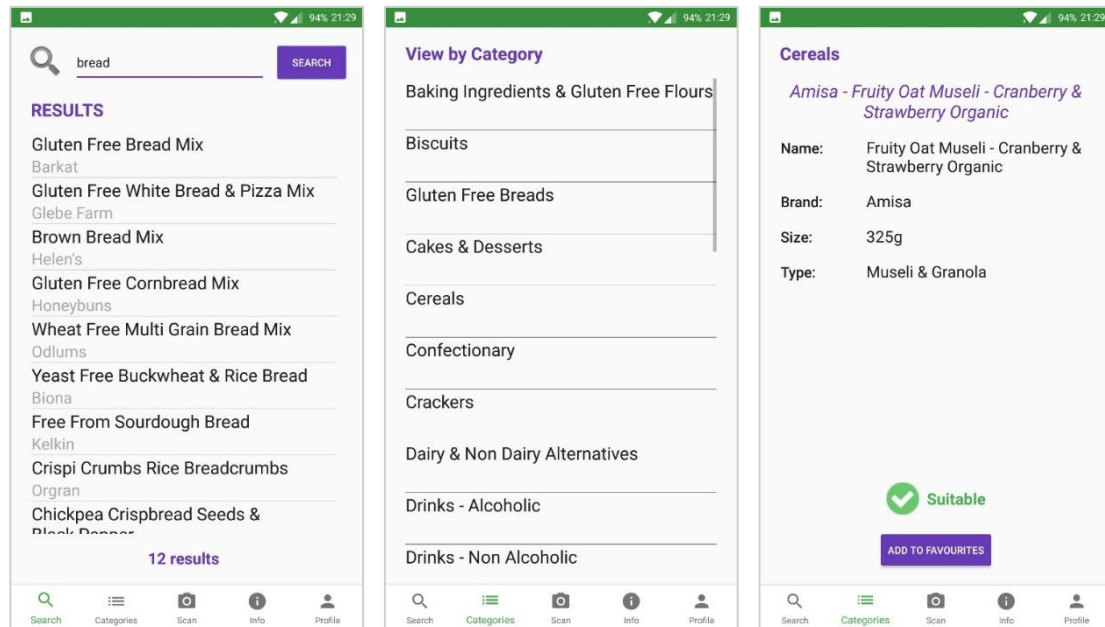 94% 21:29
bread
SEARCH
RESULTS
Gluten Free Bread Mix
Barkat
Gluten Free White Bread & Pizza Mix
Glebe Farm
Brown Bread Mix
Helen's
Gluten Free Cornbread Mix
Honeybuns
Wheat Free Multi Grain Bread Mix
Odlums
Yeast Free Buckwheat & Rice Bread
Biona
Free From Sourdough Bread
Kelkin
Crispi Crumbs Rice Breadcrumbs
Orgran
Chickpea Crispbread Seeds &
Black Pepper
12 results
Search Categories Scan Info Profile
94% 21:29
View by Category
Baking Ingredients & Gluten Free Flours
Biscuits
Gluten Free Breads
Cakes & Desserts
Cereals
Confectionary
Crackers
Dairy & Non Dairy Alternatives
Drinks - Alcoholic
Drinks - Non Alcoholic
Search Categories Scan Info Profile
94% 21:29
Cereals
Amisa - Fruity Oat Museli - Cranberry &
Strawberry Organic
Name: Fruity Oat Museli - Cranberry &
Strawberry Organic
Brand: Amisa
Size: 325g
Type: Museli & Granola
Suitable
ADD TO FAVOURITES
Search Categories Scan Info Profile